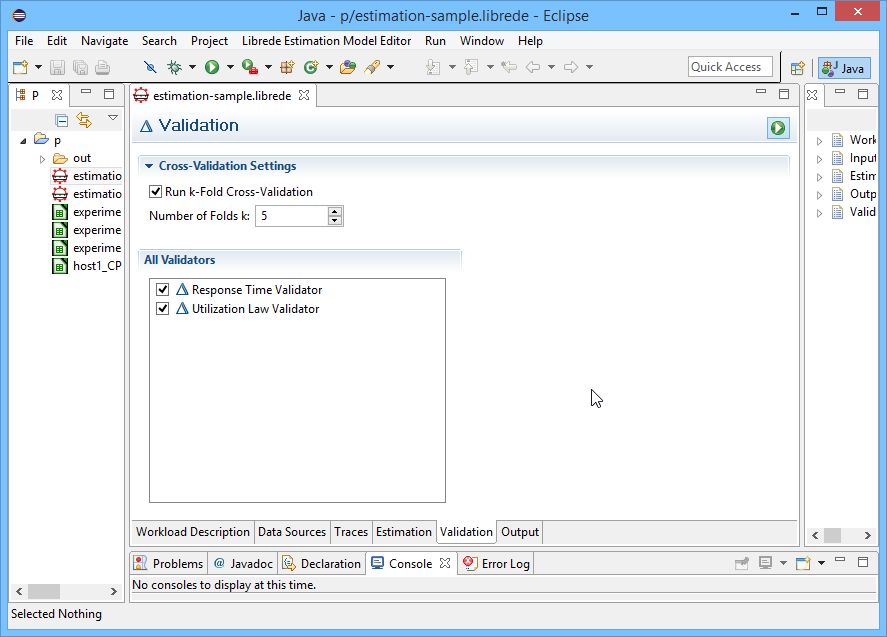 Java - p/estimation-sample.librede - Eclipse
File Edit Navigate Search Project Librede Estimation Model Editor Run Window Help
Quick Access
Java
P
estimation-sample.librede
p
out
estimatio
estimatio
experime
experime
experime
host1_CP
Validation
Cross-Validation Settings
Run k-Fold Cross-Validation
Number of Folds k: 5
All Validators
Response Time Validator
Utilization Law Validator
Work
Input
Estim
Outp
Valid
Workload Description Data Sources Traces Estimation Validation Output
Problems @ Javadoc Declaration Console Error Log
No consoles to display at this time.
Selected Nothing